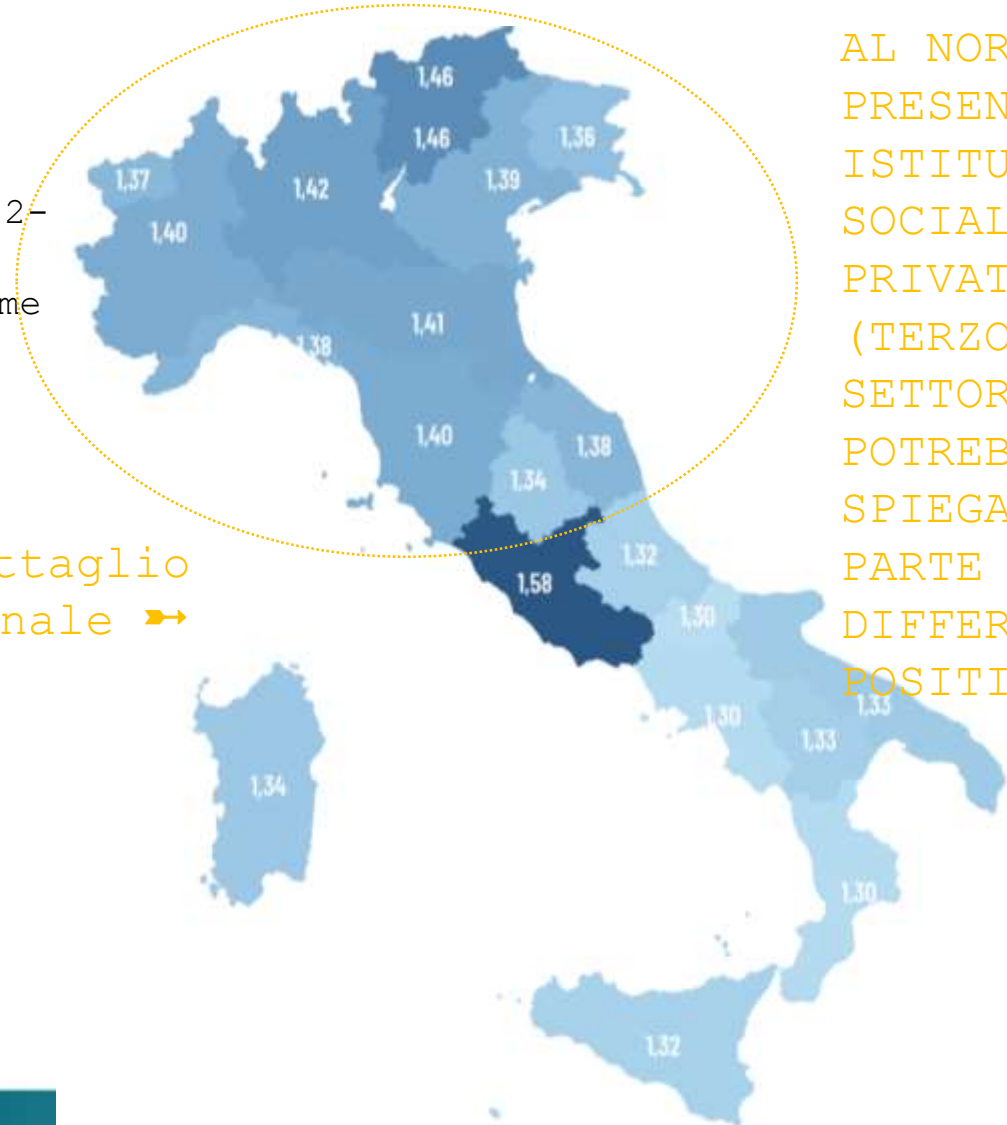 2-
me
ttaglio
nale ➳
1,46
1,46
1,36
1,37
1,42
1,39
1,40
1,41
1,38
1,40
1,38
1,34
1,32
1,58
1,30
1,30
1,33
1,33
1,34
1,30
1,32
AL NOR
PRESEN
ISTITU
SOCIAL
PRIVAT
(TERZO
SETTOR
POTREB
SPIEGA
PARTE
DIFFER
POSITI